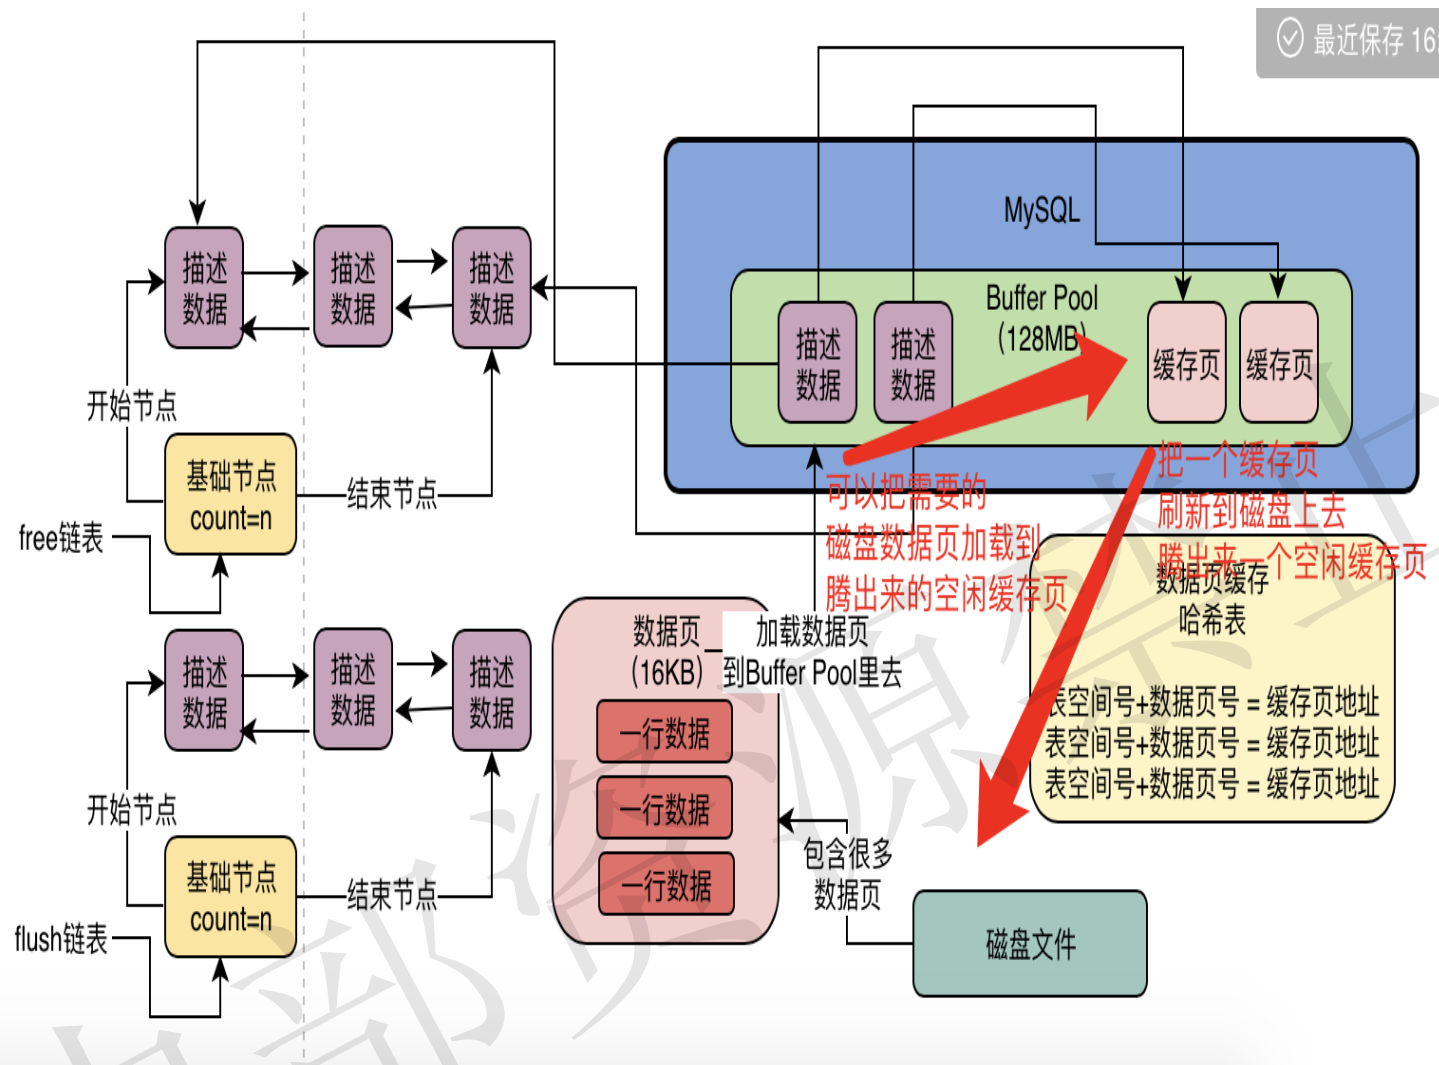 最近保存 16:
MySQL
Buffer Pool
(128MB)
描述
数据
描述
数据
缓存页
缓存页
描述
数据
描述
数据
描述
数据
开始节点
基础节点
count=n
结束节点
free链表
可以把需要的
磁盘数据页加载到
腾出来的空闲缓存页
把一个缓存页
刷新到磁盘上去
腾出来一个空闲缓存页
数据页缓存
哈希表
表空间号+数据页号 = 缓存页地址
表空间号+数据页号 = 缓存页地址
表空间号+数据页号 = 缓存页地址
描述
数据
描述
数据
描述
数据
开始节点
基础节点
count=n
结束节点
flush链表
数据页
(16KB)
加载数据页
到Buffer Pool里去
一行数据
一行数据
一行数据
包含很多
数据页
磁盘文件
部资源禁止